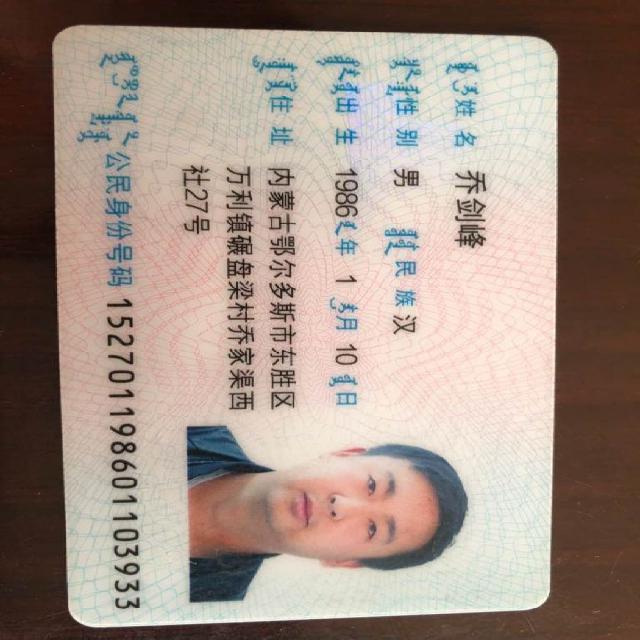 姓名 乔剑峰
性别 男 民族 汉
出生 1986 年 1 月 10 日
住址 内蒙古鄂尔多斯市东胜区
万利镇碾盘梁村乔家渠西
社27号
公民身份号码 152701198601103933